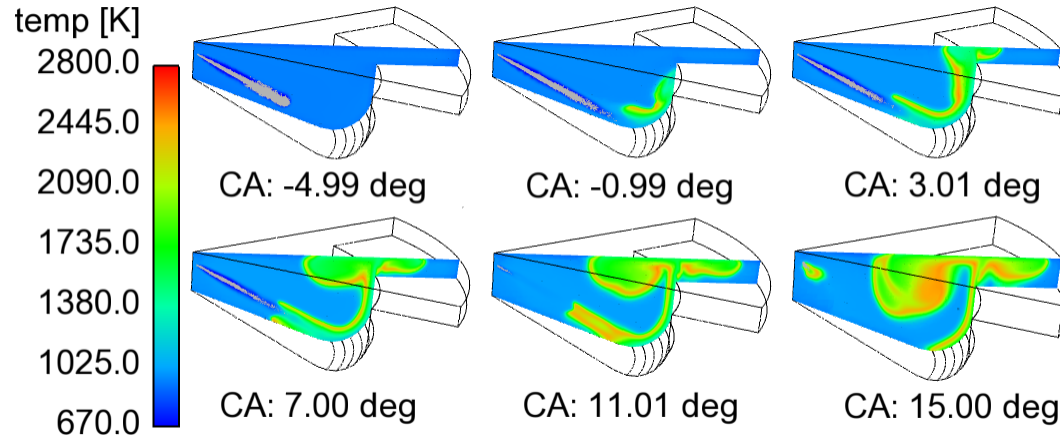 temp [K]
2800.0
2445.0
2090.0
1735.0
1380.0
1025.0
670.0
CA: -4.99 deg
CA: -0.99 deg
CA: 3.01 deg
CA: 7.00 deg
CA: 11.01 deg
CA: 15.00 deg